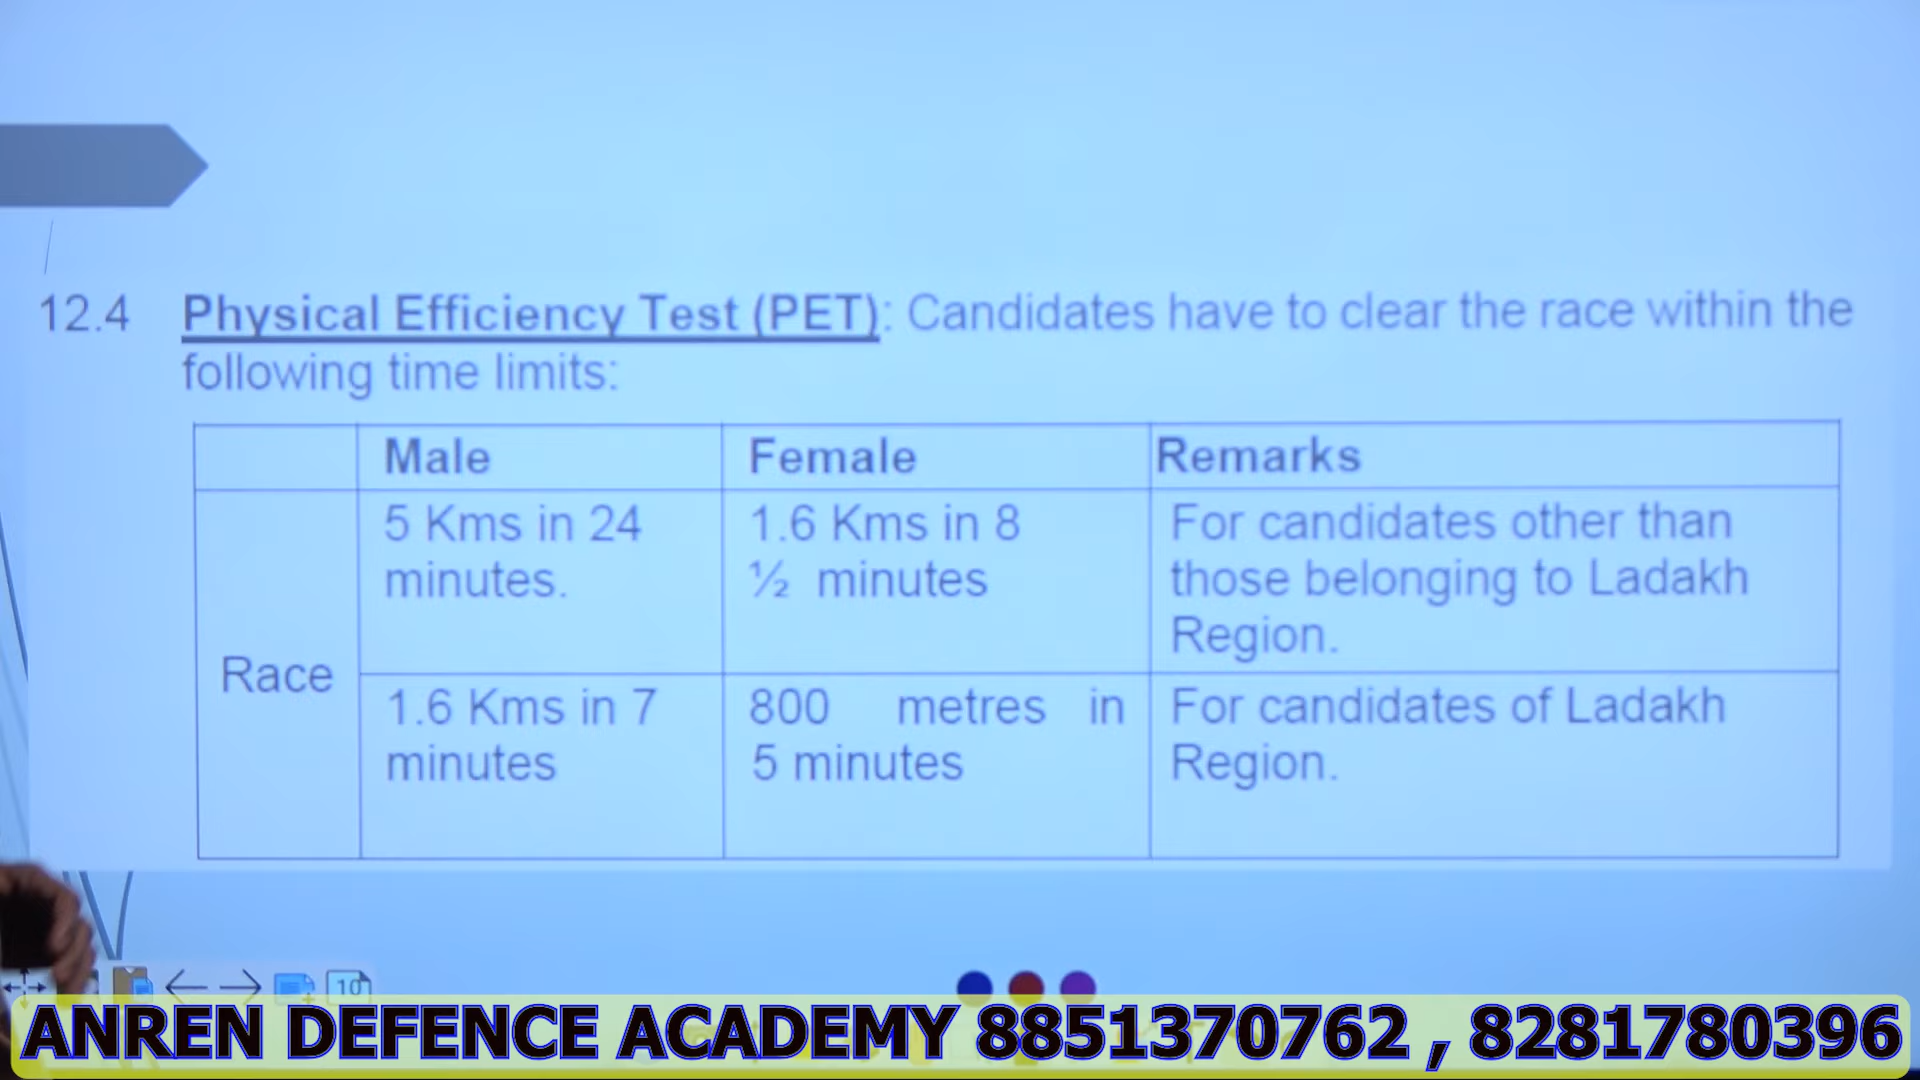 12.4 Physical Efficiency Test (PET): Candidates have to clear the race within the
following time limits:
Male Female Remarks
Race
5 Kms in 24
minutes.
1.6 Kms in 8
½ minutes
For candidates other than
those belonging to Ladakh
Region.
1.6 Kms in 7
minutes
800 metres in
5 minutes
For candidates of Ladakh
Region.
10
ANREN DEFENCE ACADEMY 8851370762 , 8281780396